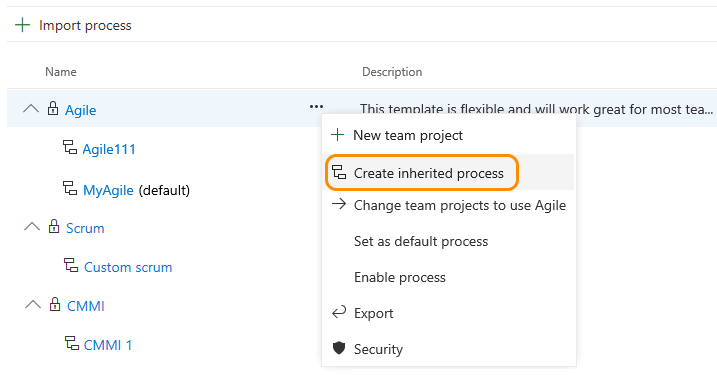 Import process
Name Description
Agile ... This template is flexible and will work great for most tea...
New team project
Agile111
Create inherited process
MyAgile (default)
Change team projects to use Agile
Scrum
Set as default process
Custom scrum
Enable process
CMMI
Export
CMMI 1
Security